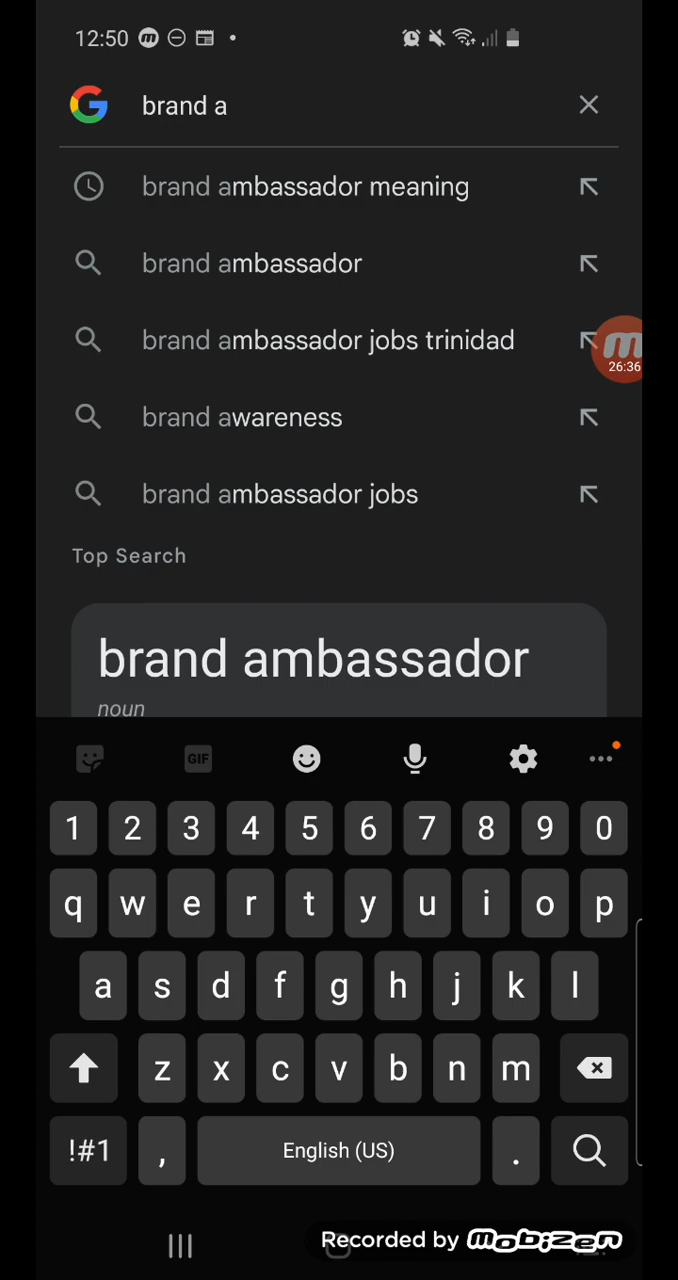 12:50
brand a
brand ambassador meaning
brand ambassador
brand ambassador jobs trinidad
26:36
brand awareness
brand ambassador jobs
Top Search
brand ambassador
noun
GIF
1 2 3 4 5 6 7 8 9 0
q w e r t y u i o p
a s d f g h j k l
z x c v b n m
!#1 , English (US) .
Recorded by mobizen